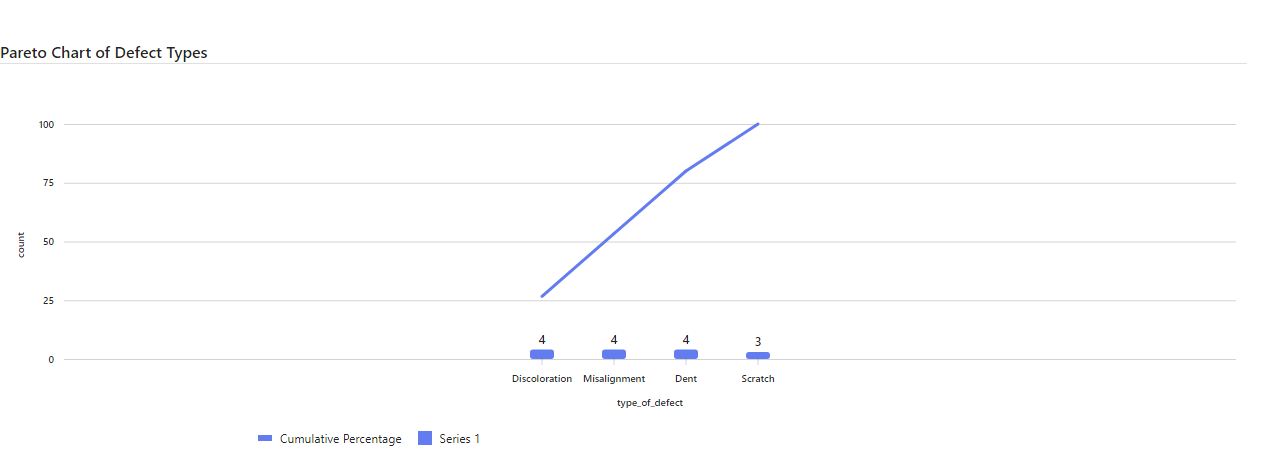 Pareto Chart of Defect Types
100
75
50
25
0
count
4 4 4 3
Discoloration Misalignment Dent Scratch
type_of_defect
Cumulative Percentage Series 1